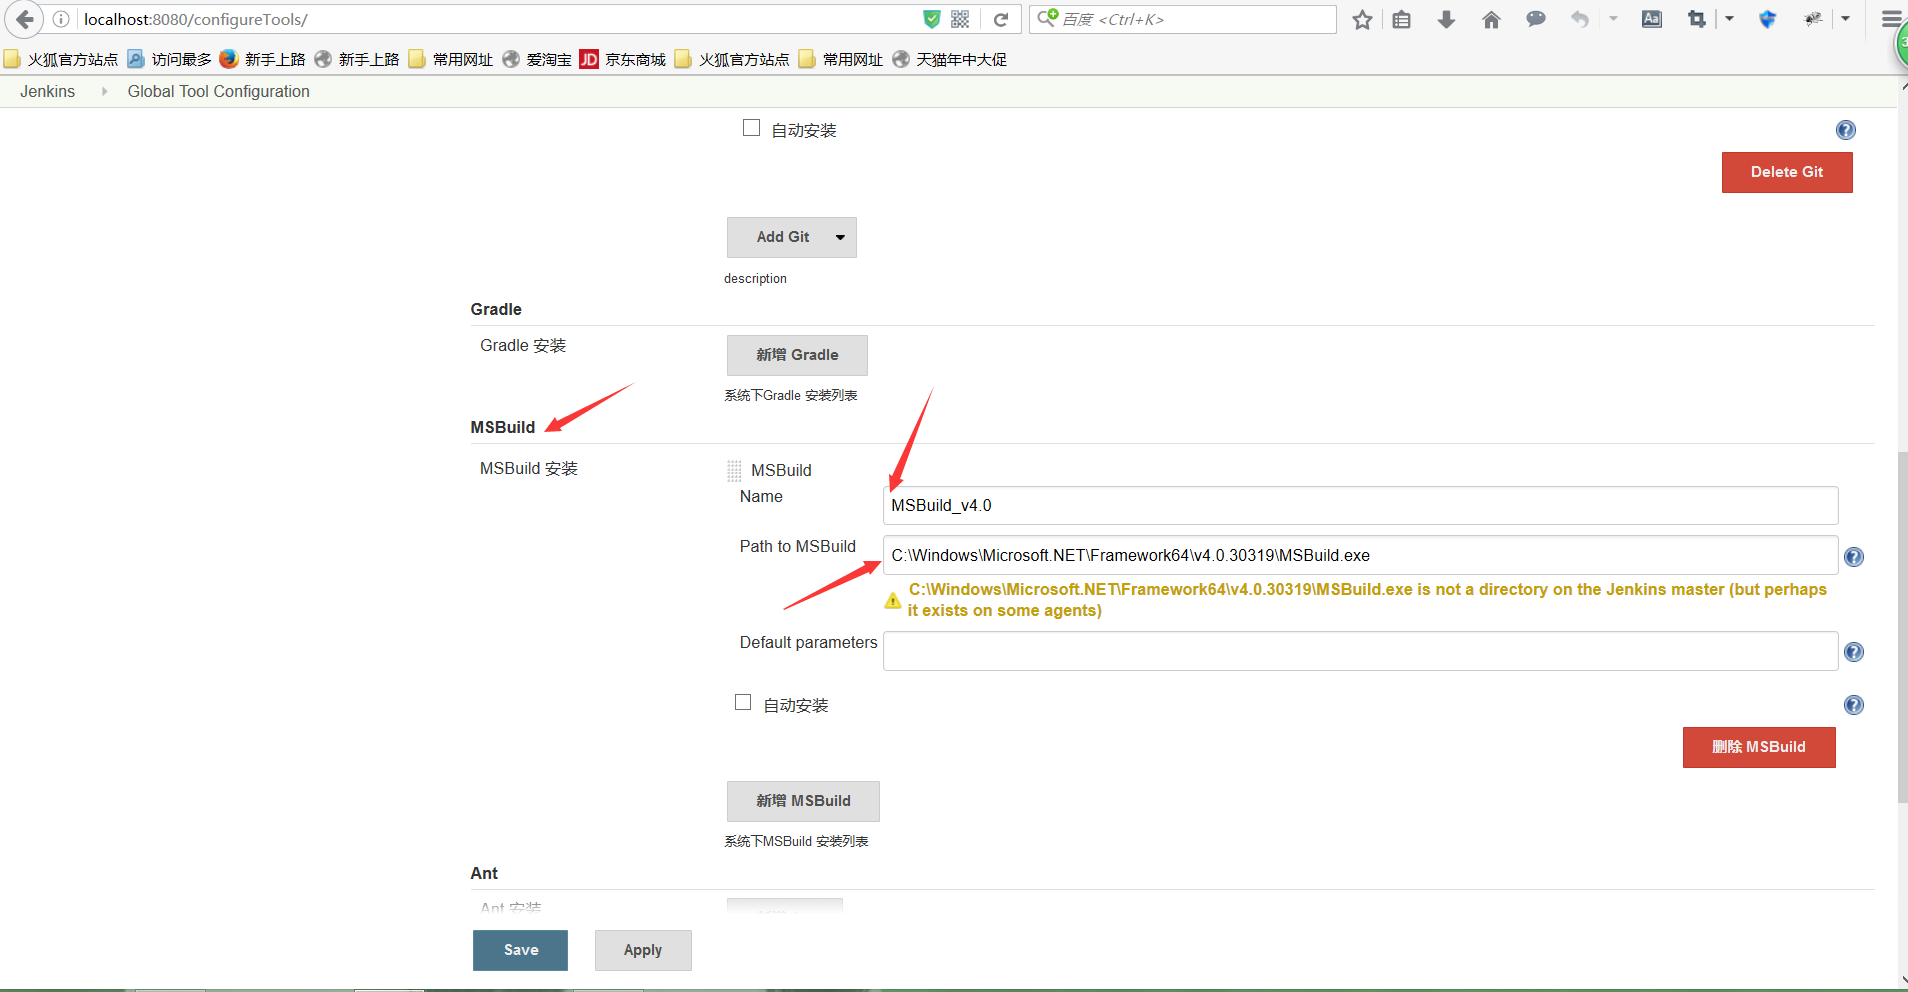 localhost:8080/configureTools/
百度 <Ctrl+K>
火狐官方站点 访问最多 新手上路 新手上路 常用网址 爱淘宝 JD 京东商城 火狐官方站点 常用网址 天猫年中大促
Jenkins Global Tool Configuration
自动安装
Delete Git
Add Git
description
Gradle
Gradle 安装
新增 Gradle
系统下Gradle 安装列表
MSBuild
MSBuild 安装
MSBuild
Name
MSBuild_v4.0
Path to MSBuild
C:\Windows\Microsoft.NET\Framework64\v4.0.30319\MSBuild.exe
C:\Windows\Microsoft.NET\Framework64\v4.0.30319\MSBuild.exe is not a directory on the Jenkins master (but perhaps
it exists on some agents)
Default parameters
自动安装
删除 MSBuild
新增 MSBuild
系统下MSBuild 安装列表
Ant
Ant 安装
Save
Apply